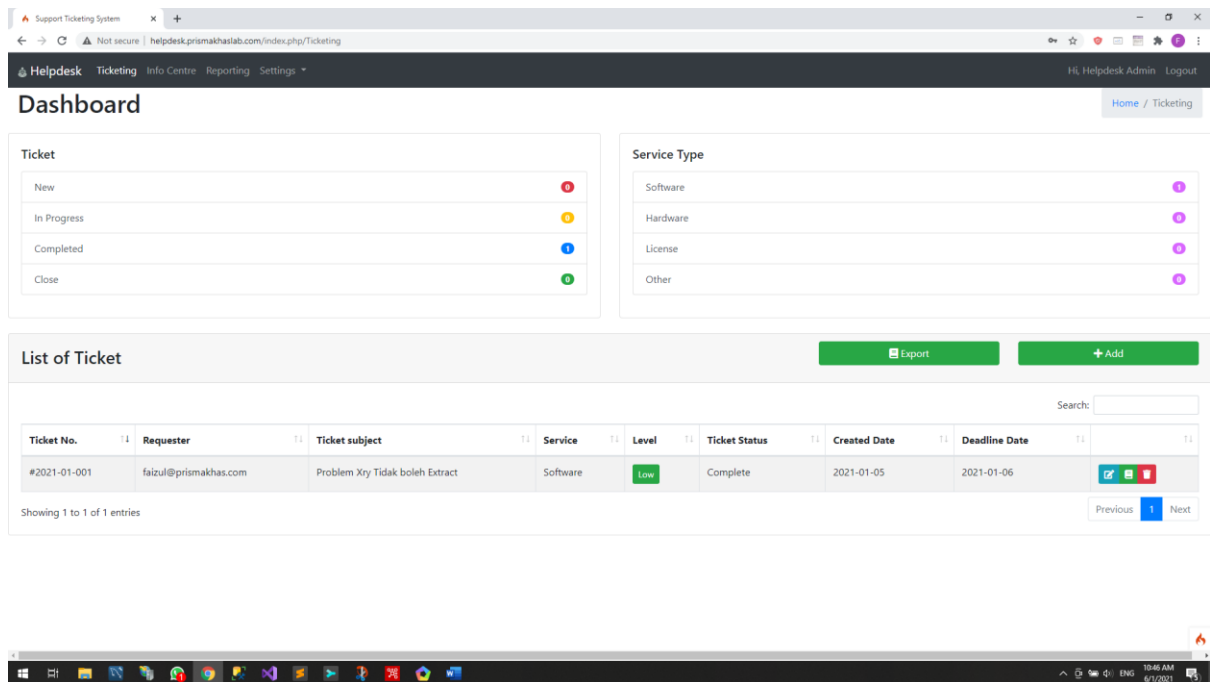 Support Ticketing System
Not secure | helpdesk.prismakhaslab.com/index.php/Ticketing
Helpdesk Ticketing Info Centre Reporting Settings Hi, Helpdesk Admin Logout
Dashboard Home / Ticketing
Ticket
New 0
In Progress 0
Completed 1
Close 0
Service Type
Software 1
Hardware 0
License 0
Other 0
List of Ticket Export + Add
Search:
Ticket No. Requester Ticket subject Service Level Ticket Status Created Date Deadline Date
#2021-01-001 faizul@prismakhas.com Problem Xry Tidak boleh Extract Software Low Complete 2021-01-05 2021-01-06
Showing 1 to 1 of 1 entries Previous 1 Next
ENG 10:46 AM
6/1/2021